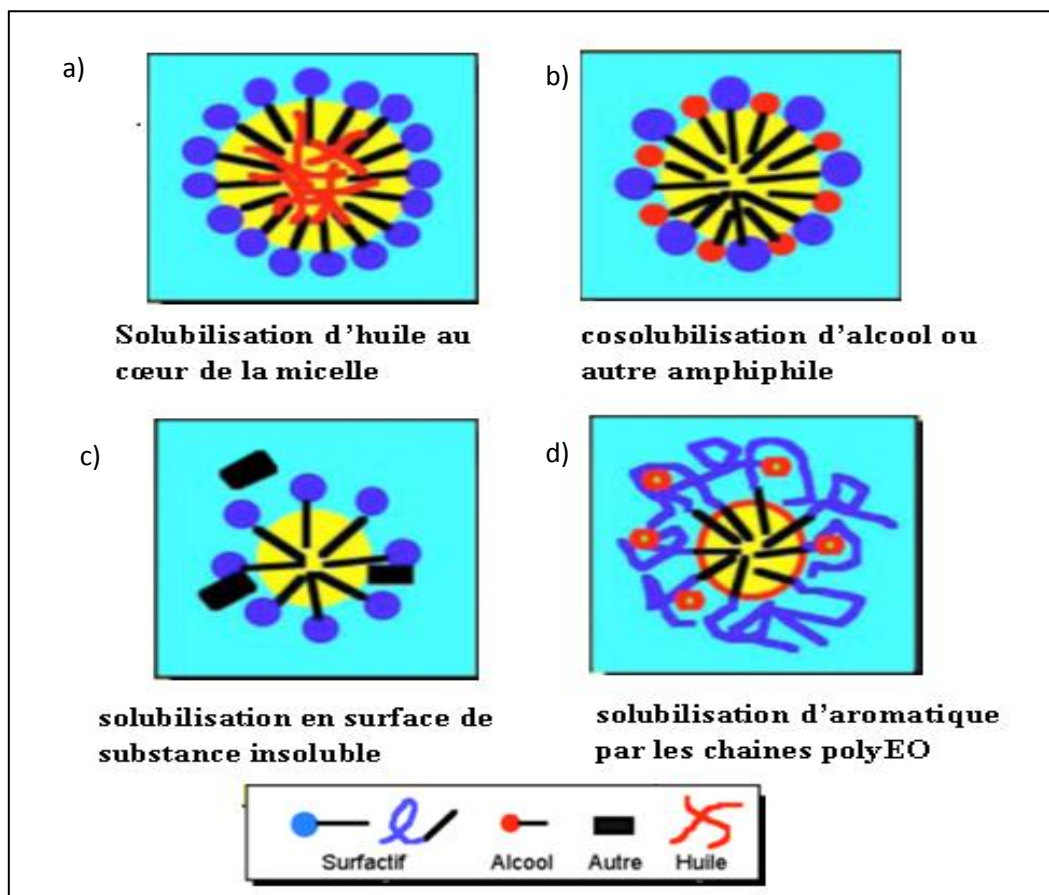 a)
b)
Solubilisation d'huile au
cœur de la micelle
cosolubilisation d'alcool ou
autre amphiphile
c)
d)
solubilisation en surface de
substance insoluble
solubilisation d'aromatique
par les chaines polyEO
Surfactif
Alcool
Autre
Huile